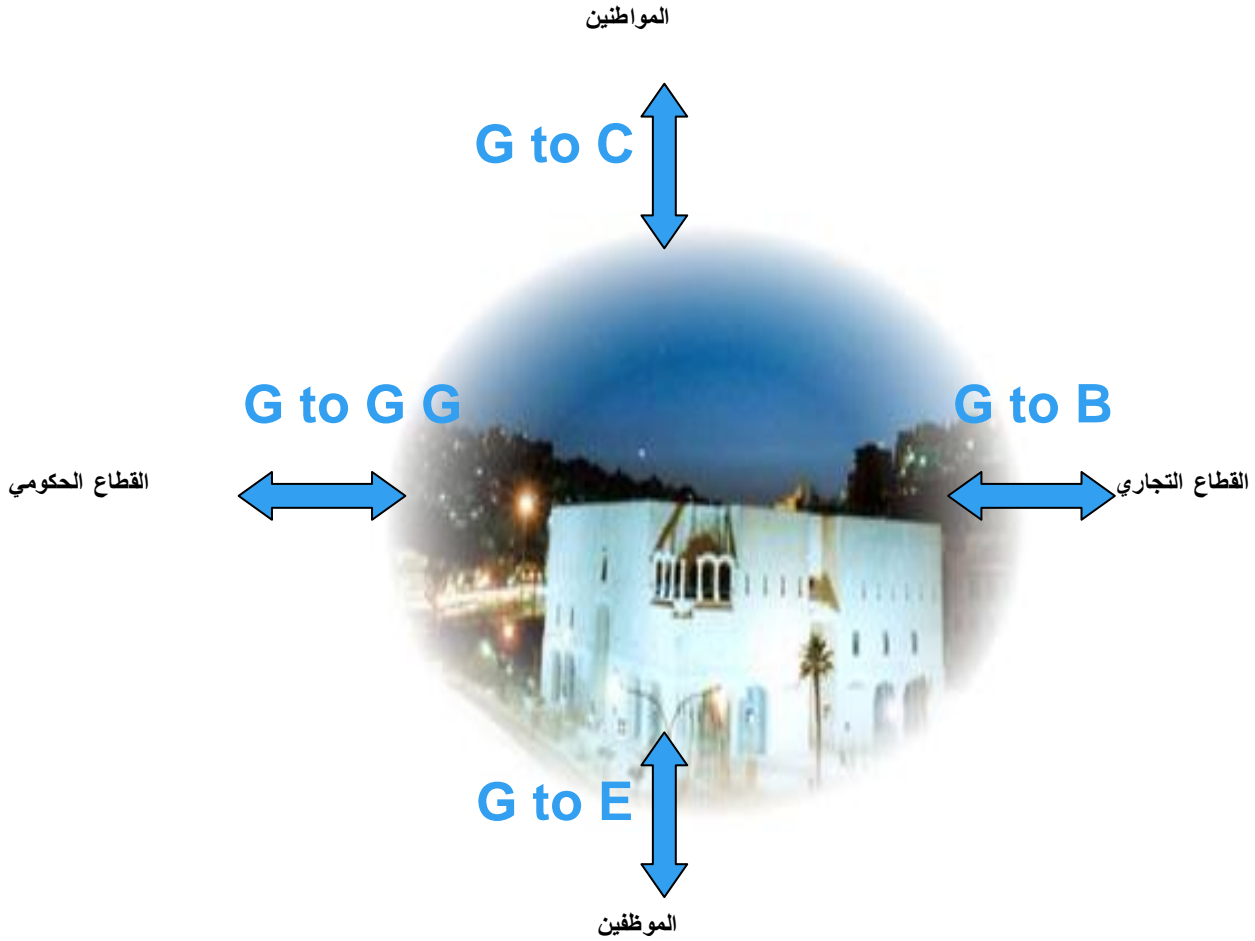 المواطنين
G to C
G to G G
G to B
القطاع الحكومي
القطاع التجاري
G to E
الموظفين